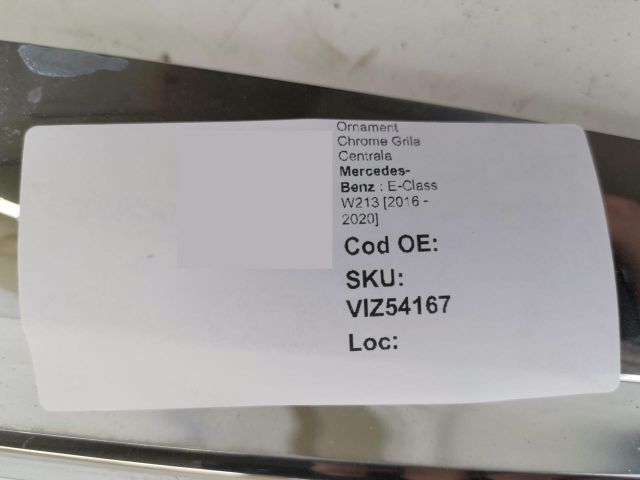 Ornament
Chrome Grila
Centrala
Mercedes-
Benz : E-Class
W213 [2016 -
2020]
Cod OE:
SKU:
VIZ54167
Loc: